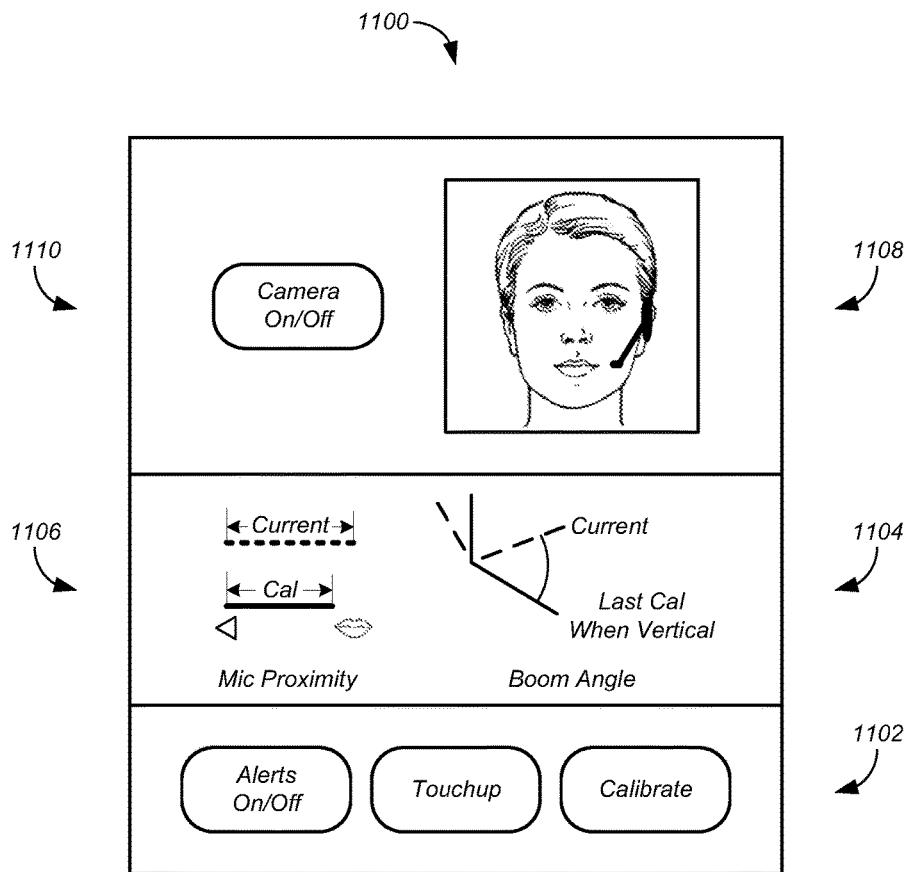 1100
1110
1108
Camera
On/Off
1106
1104
Current
Cal
Mic Proximity
Current
Last Cal
When Vertical
Boom Angle
1102
Alerts
On/Off
Touchup
Calibrate